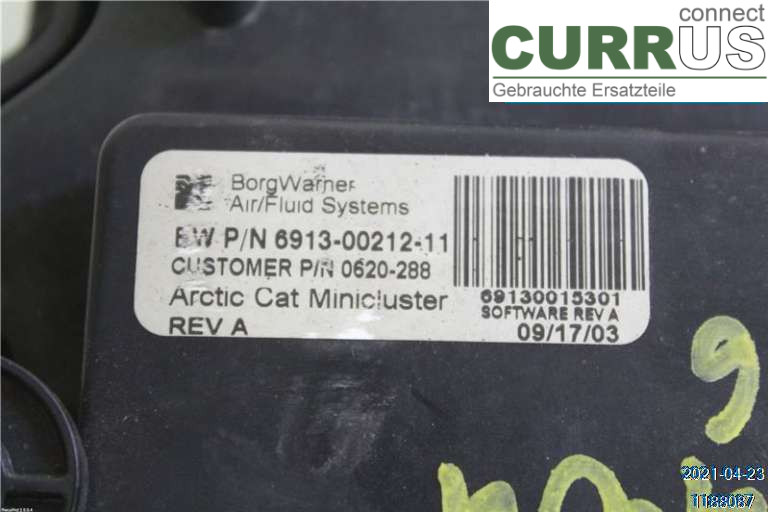 connect
CURRUS
Gebrauchte Ersatzteile
BorgWarner
Air/Fluid Systems
BW P/N 6913-00212-11
CUSTOMER P/N 0620-288
Arctic Cat Minicluster
REV A
69130015301
SOFTWARE REV A
09/17/03
2021-04-23
1188087